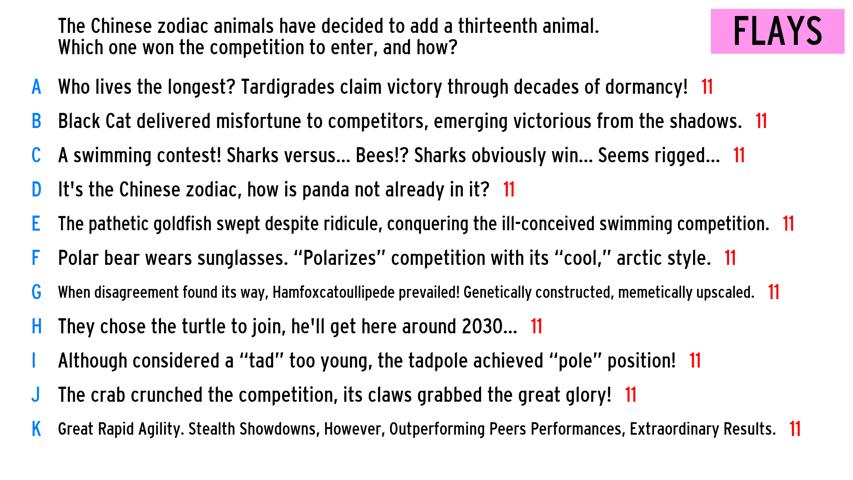 The Chinese zodiac animals have decided to add a thirteenth animal.
Which one won the competition to enter, and how?
FLAYS
A Who lives the longest? Tardigrades claim victory through decades of dormancy! 11
B Black Cat delivered misfortune to competitors, emerging victorious from the shadows. 11
C A swimming contest! Sharks versus... Bees!? Sharks obviously win... Seems rigged... 11
D It's the Chinese zodiac, how is panda not already in it? 11
E The pathetic goldfish swept despite ridicule, conquering the ill-conceived swimming competition. 11
F Polar bear wears sunglasses. “Polarizes” competition with its “cool,” arctic style. 11
G When disagreement found its way, Hamfoxcatoullipede prevailed! Genetically constructed, memetically upscaled. 11
H They chose the turtle to join, he'll get here around 2030... 11
I Although considered a “tad” too young, the tadpole achieved “pole” position! 11
J The crab crunched the competition, its claws grabbed the great glory! 11
K Great Rapid Agility. Stealth Showdowns, However, Outperforming Peers Performances, Extraordinary Results. 11